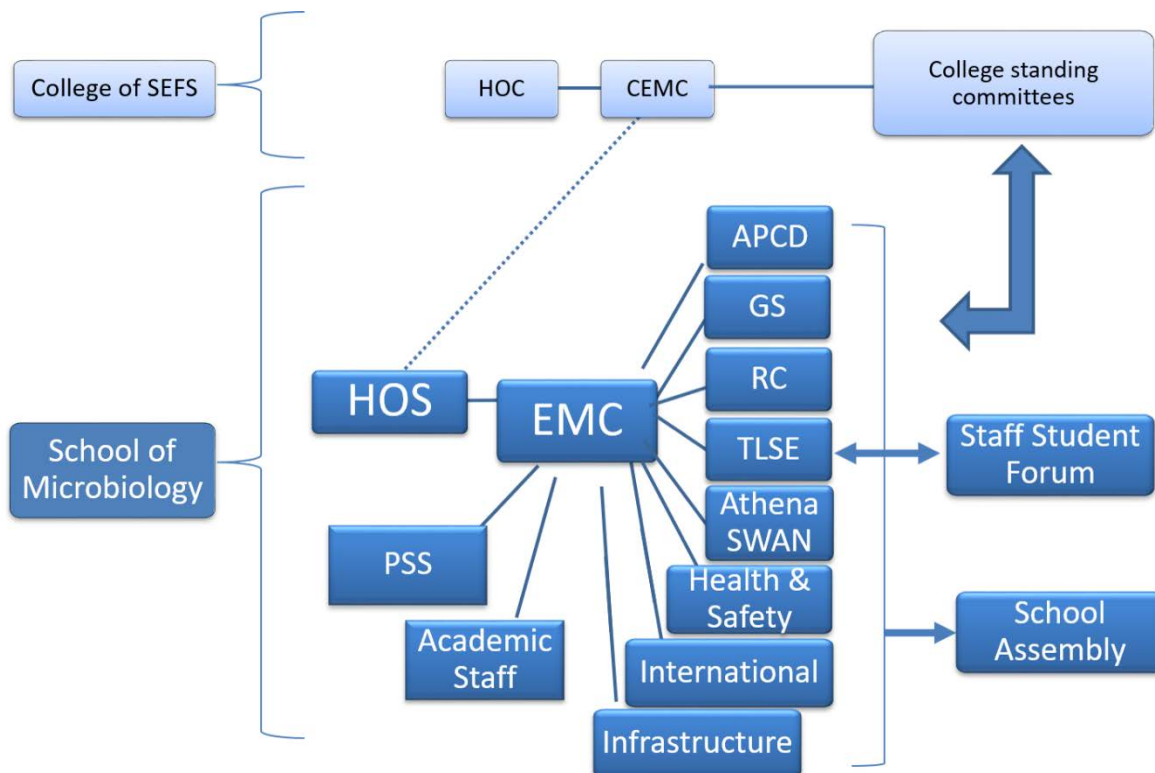 College of SEFS
HOC
CEMC
College standing
committees
School of
Microbiology
HOS
EMC
APCD
GS
RC
TLSE
Athena
SWAN
Health &
Safety
International
Infrastructure
PSS
Academic
Staff
Staff Student
Forum
School
Assembly